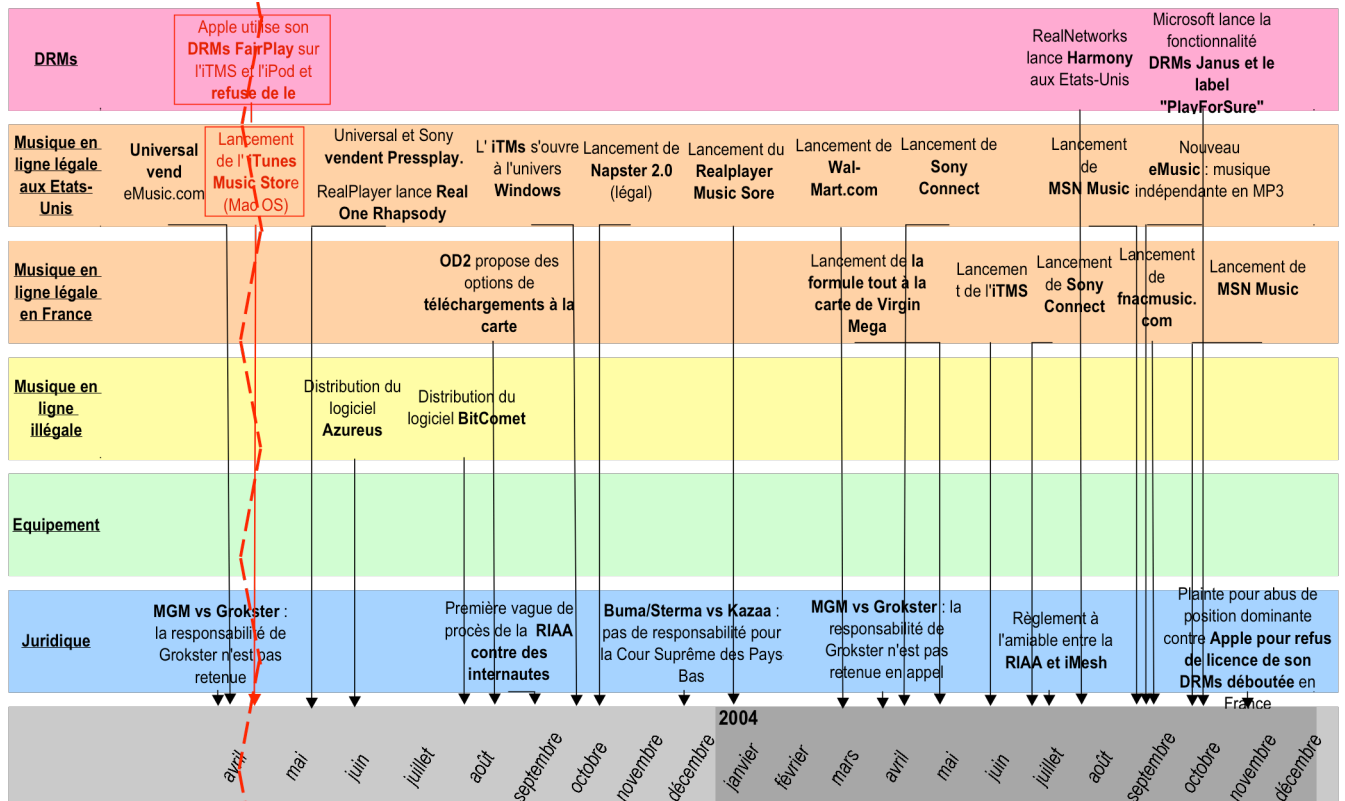 DRMs
Apple utilise son
DRMs FairPlay sur
l'iTMS et l'iPod et
refuse de le
RealNetworks
lance Harmony
aux Etats-Unis
Microsoft lance la
fonctionnalité
DRMs Janus et le
label
"PlayForSure"
Musique en
ligne légale
aux Etats-
Unis
Universal
vend
eMusic.com
Lancement
de l' iTunes
Music Store
(Mac OS)
Universal et Sony
vendent Pressplay.
RealPlayer lance Real
One Rhapsody
L' iTMs s'ouvre
à l'univers
Windows
Lancement de
Napster 2.0
(légal)
Lancement du
Realplayer
Music Sore
Lancement de
Wal-
Mart.com
Lancement de
Sony
Connect
Lancement
de
MSN Music
Nouveau
eMusic : musique
indépendante en MP3
Musique en
ligne légale
en France
OD2 propose des
options de
téléchargements à la
carte
Lancement de la
formule tout à la
carte de Virgin
Mega
Lancemen
t de l'iTMS
Lancement
de Sony
Connect
Lancement
de
fnacmusic.
com
Lancement de
MSN Music
Musique en
ligne
illégale
Distribution du
logiciel
Azureus
Distribution du
logiciel BitComet
Equipement
Juridique
MGM vs Grokster :
la responsabilité de
Grokster n'est pas
retenue
Première vague de
procès de la RIAA
contre des
internautes
Buma/Sterma vs Kazaa :
pas de responsabilité pour
la Cour Suprême des Pays
Bas
MGM vs Grokster : la
responsabilité de
Grokster n'est pas
retenue en appel
Règlement à
l'amiable entre la
RIAA et iMesh
Plainte pour abus de
position dominante
contre Apple pour refus
de licence de son
DRMs déboutée en
France
2004
avril
mai
juin
juillet
août
septembre
octobre
novembre
décembre
janvier
février
mars
avril
mai
juin
juillet
août
septembre
octobre
novembre
décembre